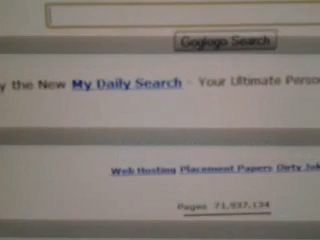 Goglogo Search
y the New My Daily Search - Your Ultimate Perso
Web Hosting Placement Papers Dirty Jok
Pages 71,937,134